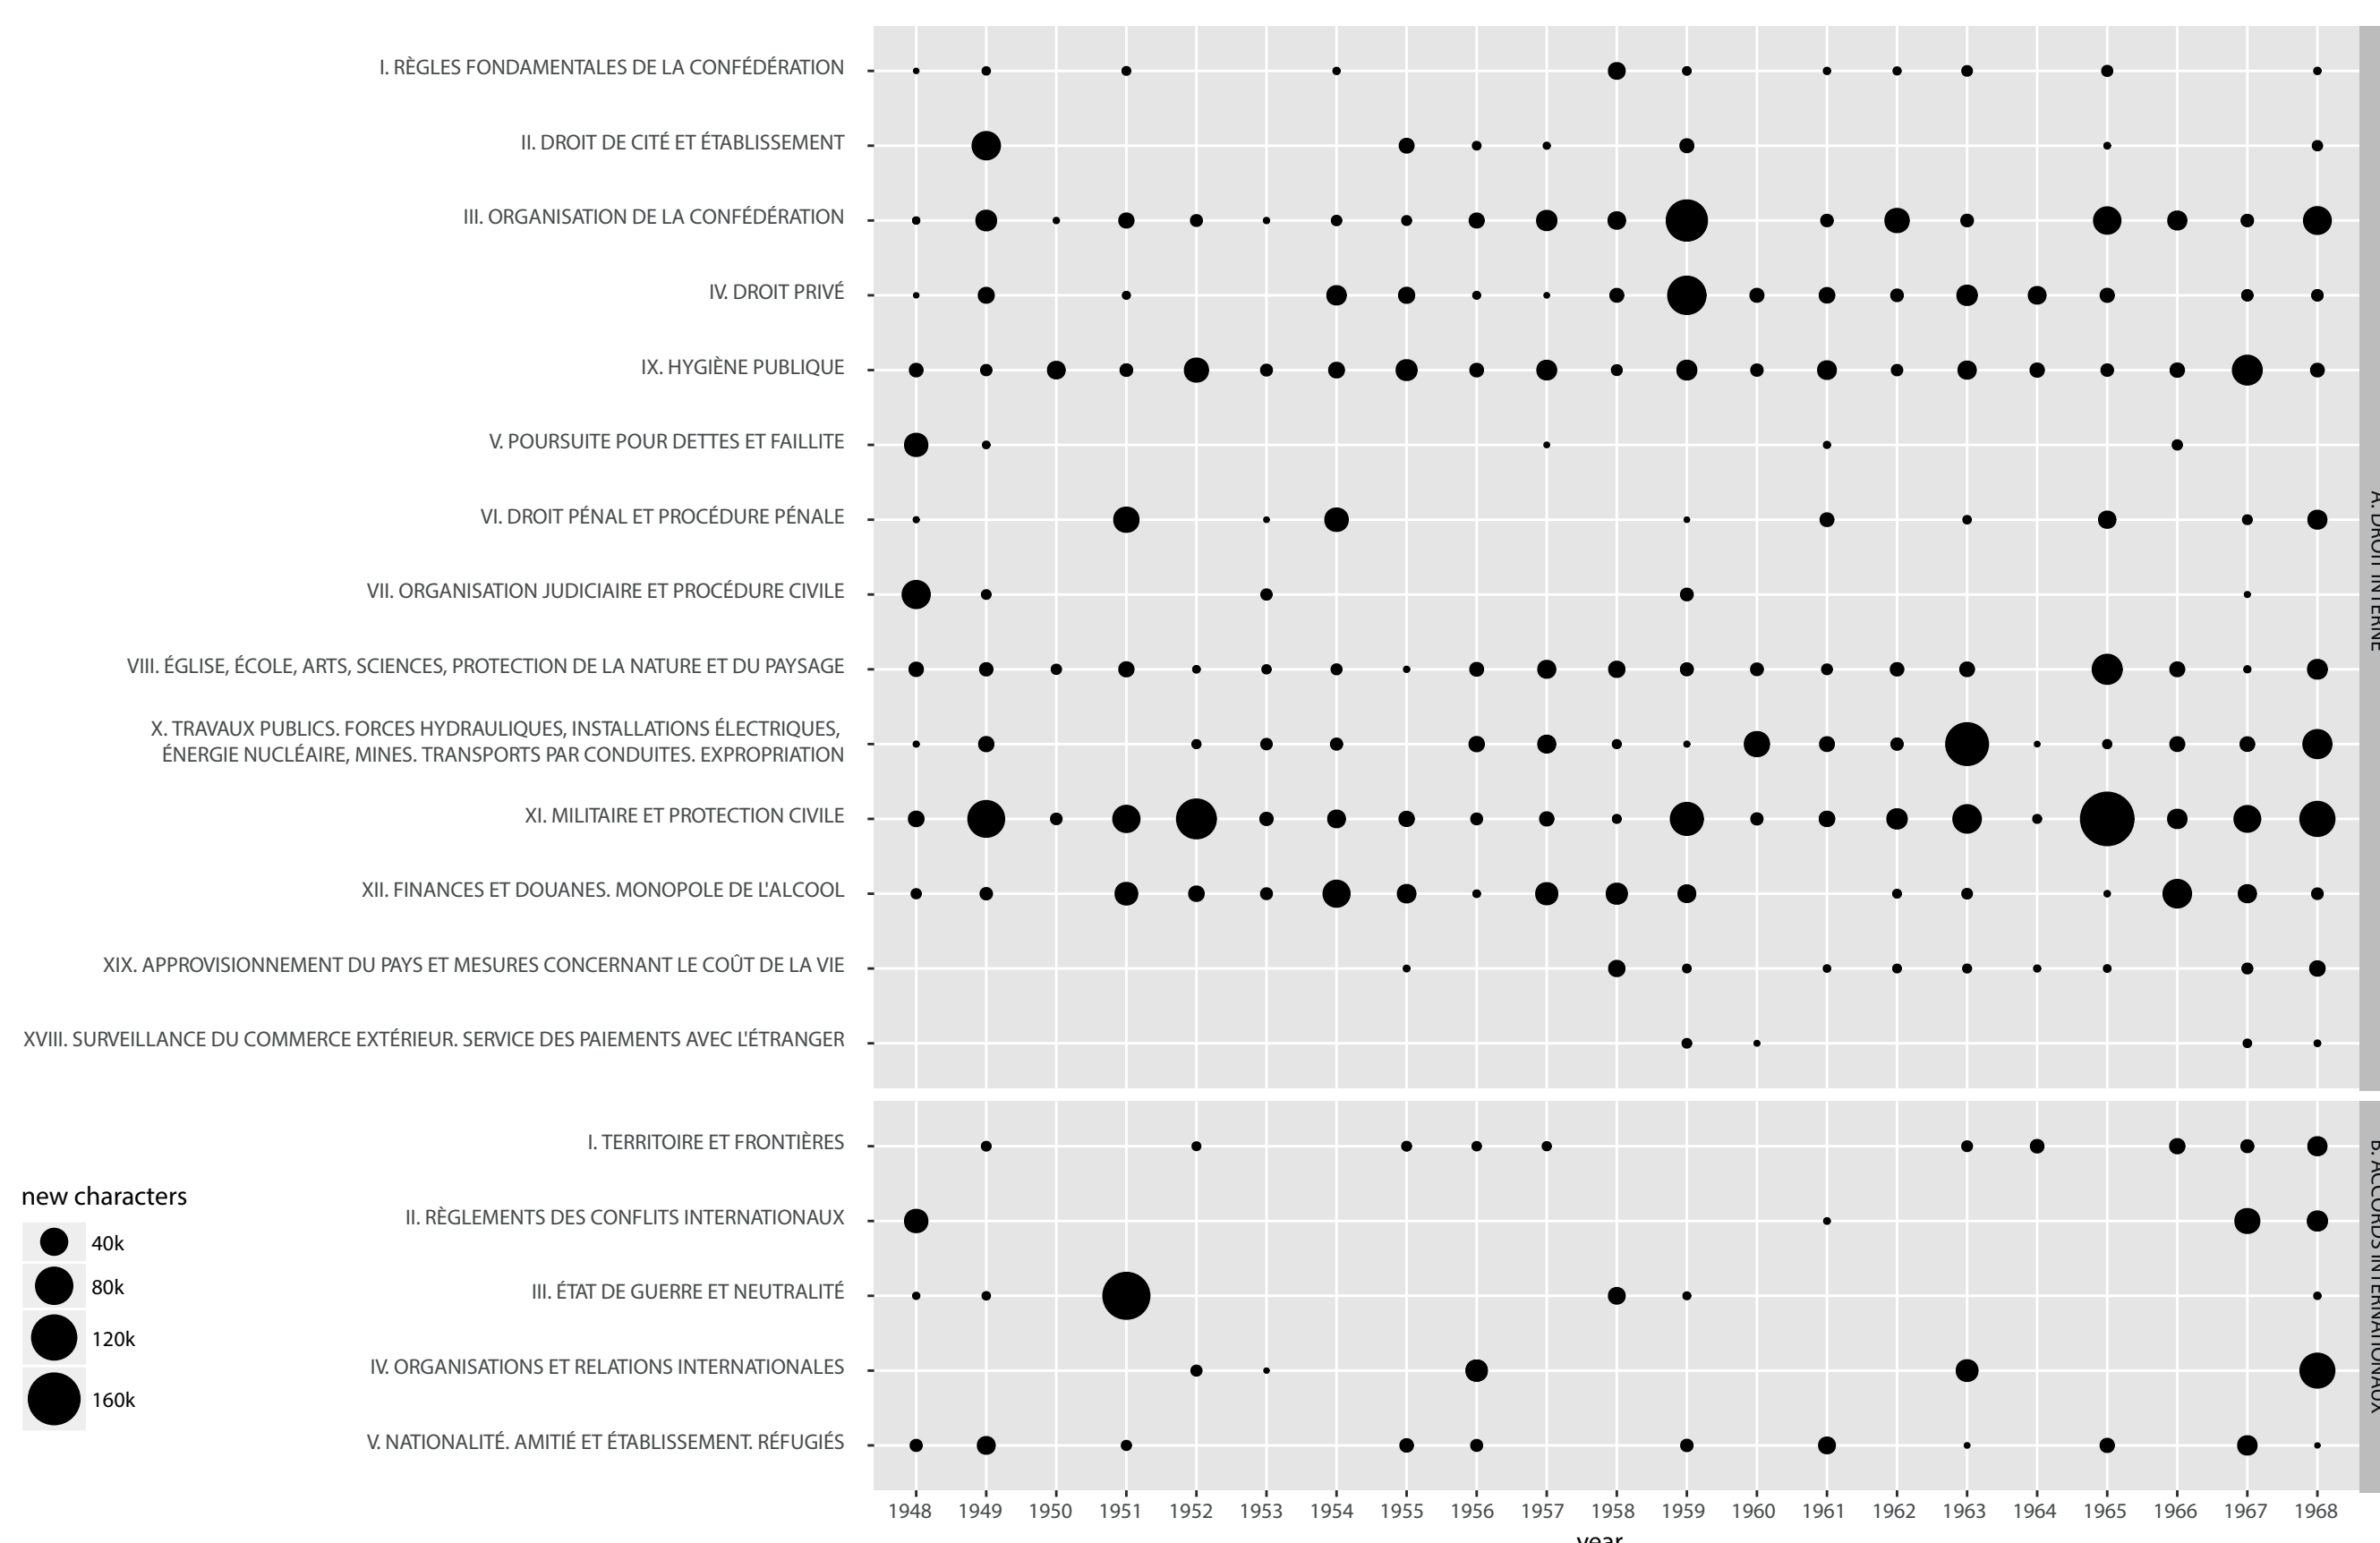 I. RÈGLES FONDAMENTALES DE LA CONFÉDÉRATION
II. DROIT DE CITÉ ET ÉTABLISSEMENT
III. ORGANISATION DE LA CONFÉDÉRATION
IV. DROIT PRIVÉ
IX. HYGIÈNE PUBLIQUE
V. POURSUITE POUR DETTES ET FAILLITE
VI. DROIT PÉNAL ET PROCÉDURE PÉNALE
VII. ORGANISATION JUDICIAIRE ET PROCÉDURE CIVILE
VIII. ÉGLISE, ÉCOLE, ARTS, SCIENCES, PROTECTION DE LA NATURE ET DU PAYSAGE
X. TRAVAUX PUBLICS. FORCES HYDRAULIQUES, INSTALLATIONS ÉLECTRIQUES,
ÉNERGIE NUCLÉAIRE, MINES. TRANSPORTS PAR CONDUITES. EXPROPRIATION
XI. MILITAIRE ET PROTECTION CIVILE
XII. FINANCES ET DOUANES. MONOPOLE DE L'ALCOOL
XIX. APPROVISIONNEMENT DU PAYS ET MESURES CONCERNANT LE COÛT DE LA VIE
XVIII. SURVEILLANCE DU COMMERCE EXTÉRIEUR. SERVICE DES PAIEMENTS AVEC L'ÉTRANGER
A. DROIT INTERNE
I. TERRITOIRE ET FRONTIÈRES
II. RÈGLEMENTS DES CONFLITS INTERNATIONAUX
III. ÉTAT DE GUERRE ET NEUTRALITÉ
IV. ORGANISATIONS ET RELATIONS INTERNATIONALES
V. NATIONALITÉ. AMITIÉ ET ÉTABLISSEMENT. RÉFUGIÉS
B. ACCORDS INTERNATIONAUX
new characters
40k
80k
120k
160k
1948 1949 1950 1951 1952 1953 1954 1955 1956 1957 1958 1959 1960 1961 1962 1963 1964 1965 1966 1967 1968
year